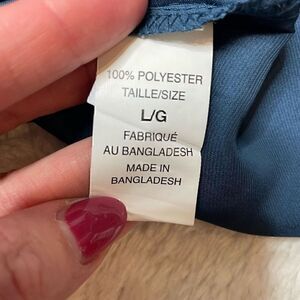 100% POLYESTER
TAILLE/SIZE
L/G
FABRIQUÉ
AU BANGLADESH
MADE IN
BANGLADESH